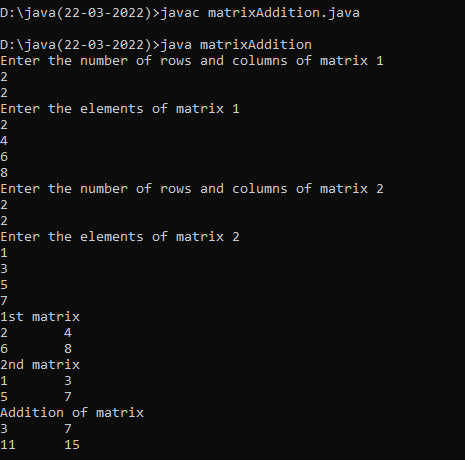 D:\java(22-03-2022)>javac matrixAddition.java
D:\java(22-03-2022)>java matrixAddition
Enter the number of rows and columns of matrix 1
2
2
Enter the elements of matrix 1
2
4
6
8
Enter the number of rows and columns of matrix 2
2
2
Enter the elements of matrix 2
1
3
5
7
1st matrix
2       4
6       8
2nd matrix
1       3
5       7
Addition of matrix
3       7
11      15